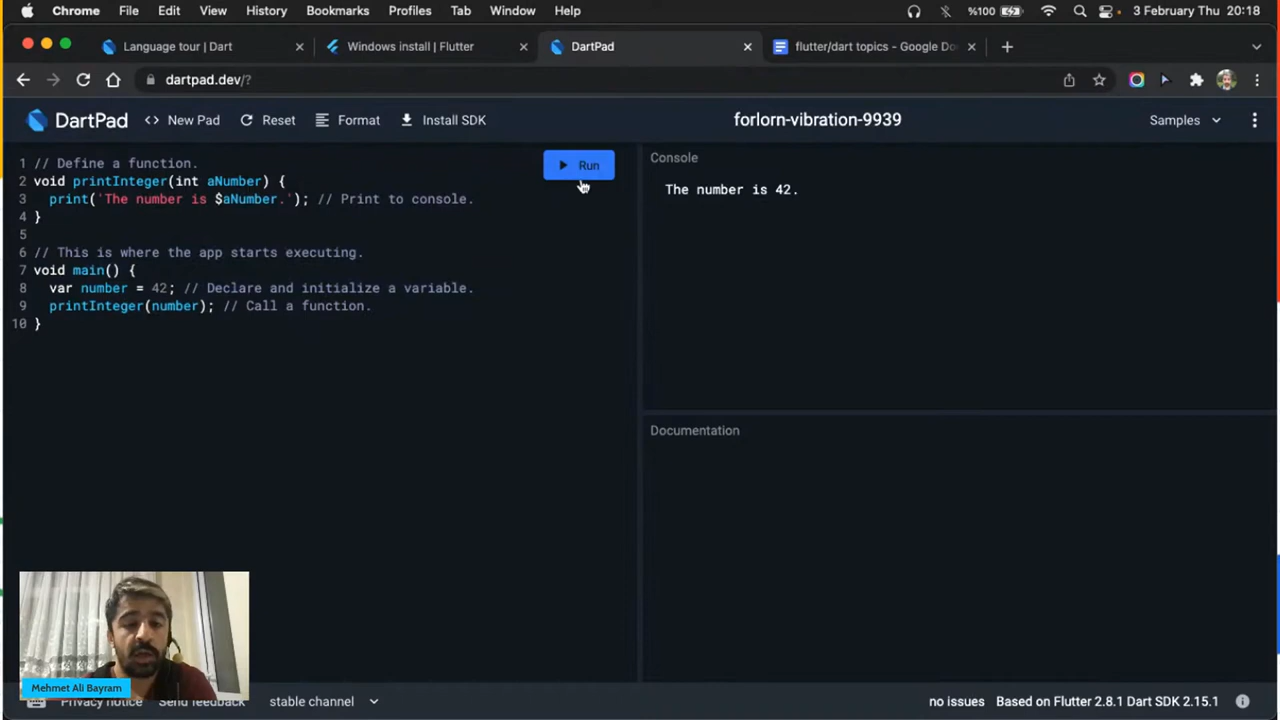 Chrome File Edit View History Bookmarks Profiles Tab Window Help %100 3 February Thu 20:18
Language tour | Dart Windows install | Flutter DartPad flutter/dart topics - Google Do
dartpad.dev/?
DartPad New Pad Reset Format Install SDK forlorn-vibration-9939 Samples
Run
Console
The number is 42.
1 // Define a function.
2 void printInteger(int aNumber) {
3 print('The number is $aNumber.'); // Print to console.
4 }
5
6 // This is where the app starts executing.
7 void main() {
8 var number = 42; // Declare and initialize a variable.
9 printInteger(number); // Call a function.
10 }
Documentation
Mehmet Ali Bayram
Privacy notice Send feedback stable channel no issues Based on Flutter 2.8.1 Dart SDK 2.15.1